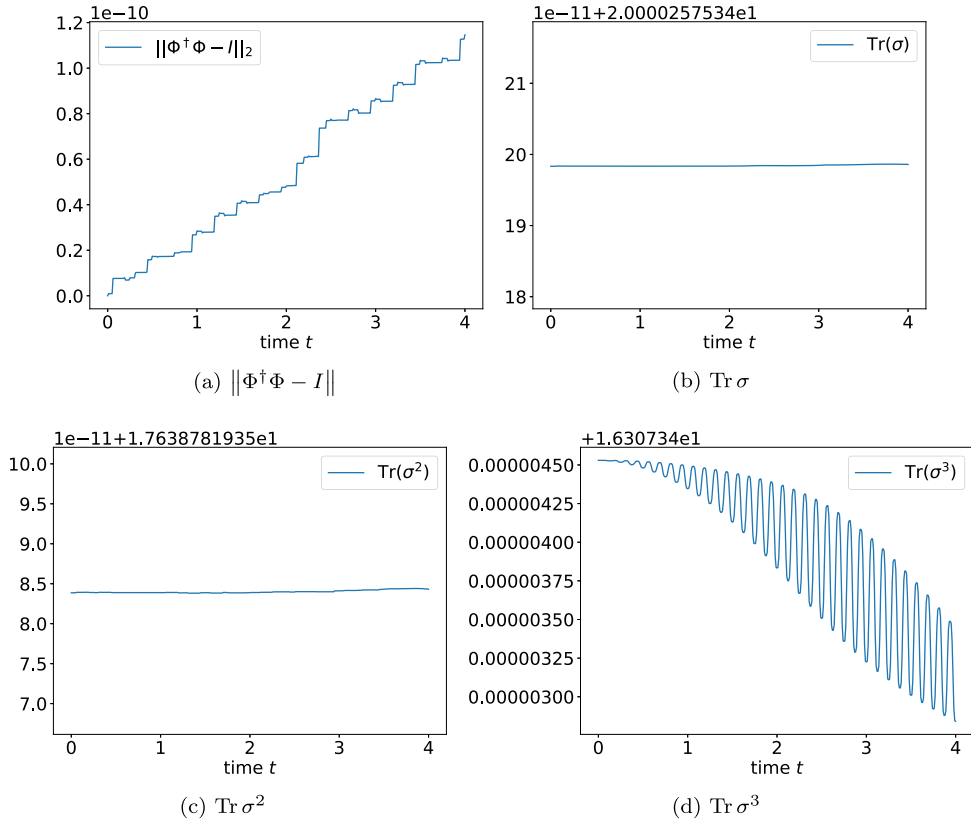 1e−10
||Φ†Φ − I||₂
1.2
1.0
0.8
0.6
0.4
0.2
0.0
0 1 2 3 4
time t
(a) ||Φ†Φ − I||
1e−11+2.0000257534e1
Tr(σ)
21
20
19
18
0 1 2 3 4
time t
(b) Tr σ
1e−11+1.7638781935e1
Tr(σ²)
10.0
9.5
9.0
8.5
8.0
7.5
7.0
0 1 2 3 4
time t
(c) Tr σ²
+1.630734e1
Tr(σ³)
0.00000450
0.00000425
0.00000400
0.00000375
0.00000350
0.00000325
0.00000300
0 1 2 3 4
time t
(d) Tr σ³